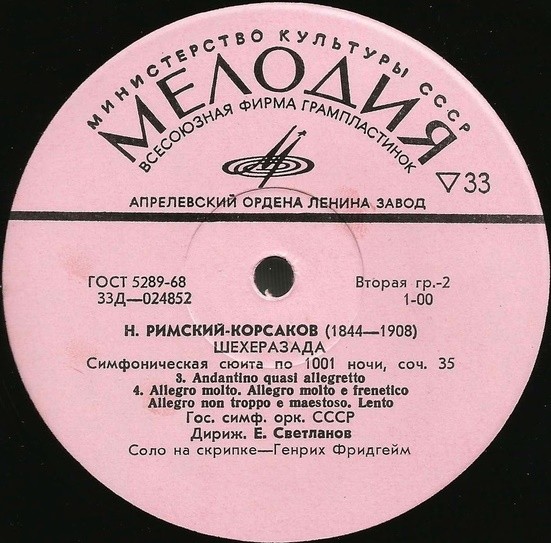 МИНИСТЕРСТВО КУЛЬТУРЫ СССР
МЕЛОДИЯ
ВСЕСОЮЗНАЯ ФИРМА ГРАМПЛАСТИНОК
▽33
АПРЕЛЕВСКИЙ ОРДЕНА ЛЕНИНА ЗАВОД
ГОСТ 5289-68
Вторая гр.-2
33Д—024852
1-00
Н. РИМСКИЙ-КОРСАКОВ (1844—1908)
ШЕХЕРАЗАДА
Симфоническая сюита по 1001 ночи, соч. 35
3. Andantino quasi allegretto
4. Allegro molto. Allegro molto e frenetico
Allegro non troppo e maestoso. Lento
Гос. симф. орк. СССР
Дириж. Е. Светланов
Соло на скрипке—Генрих Фридгейм